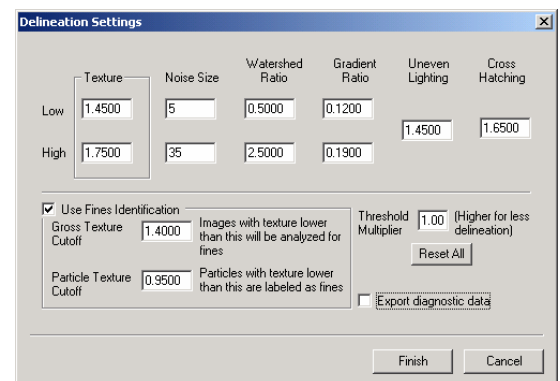 Delineation Settings
Texture
Noise Size
Watershed
Ratio
Gradient
Ratio
Uneven
Lighting
Cross
Hatching
Low
1.4500
5
0.5000
0.1200
1.4500
1.6500
High
1.7500
35
2.5000
0.1900
Use Fines Identification
Gross Texture
Cutoff
1.4000
Images with texture lower
than this will be analyzed for
fines
Particle Texture
Cutoff
0.9500
Particles with texture lower
than this are labeled as fines
Threshold
Multiplier
1.00
(Higher for less
delineation)
Reset All
Export diagnostic data
Finish
Cancel